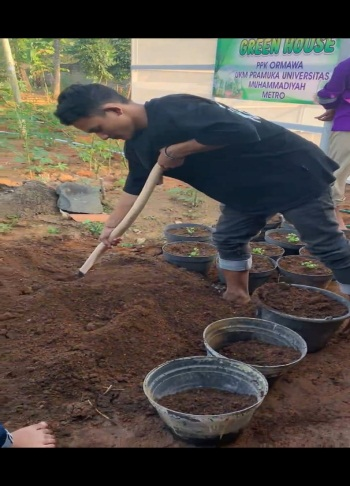 GREEN HOUSE
PPK ORMAWA
UKM PRAMUKA UNIVERSITAS
MUHAMMADIYAH
METRO